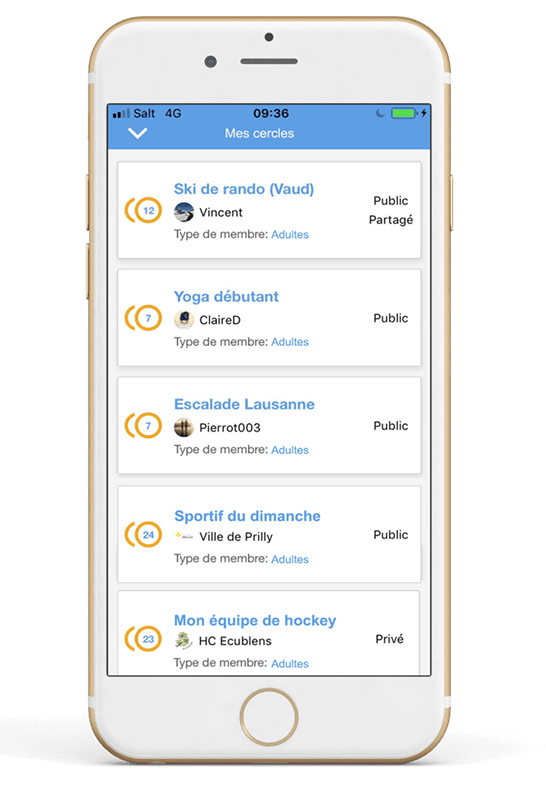 Salt 4G 09:36
Mes cercles
Ski de rando (Vaud)
12
Vincent
Type de membre: Adultes
Public
Partagé
Yoga débutant
7
ClaireD
Type de membre: Adultes
Public
Escalade Lausanne
7
Pierrot003
Type de membre: Adultes
Public
Sportif du dimanche
24
Ville de Prilly
Type de membre: Adultes
Public
Mon équipe de hockey
23
HC Ecublens
Type de membre: Adultes
Privé